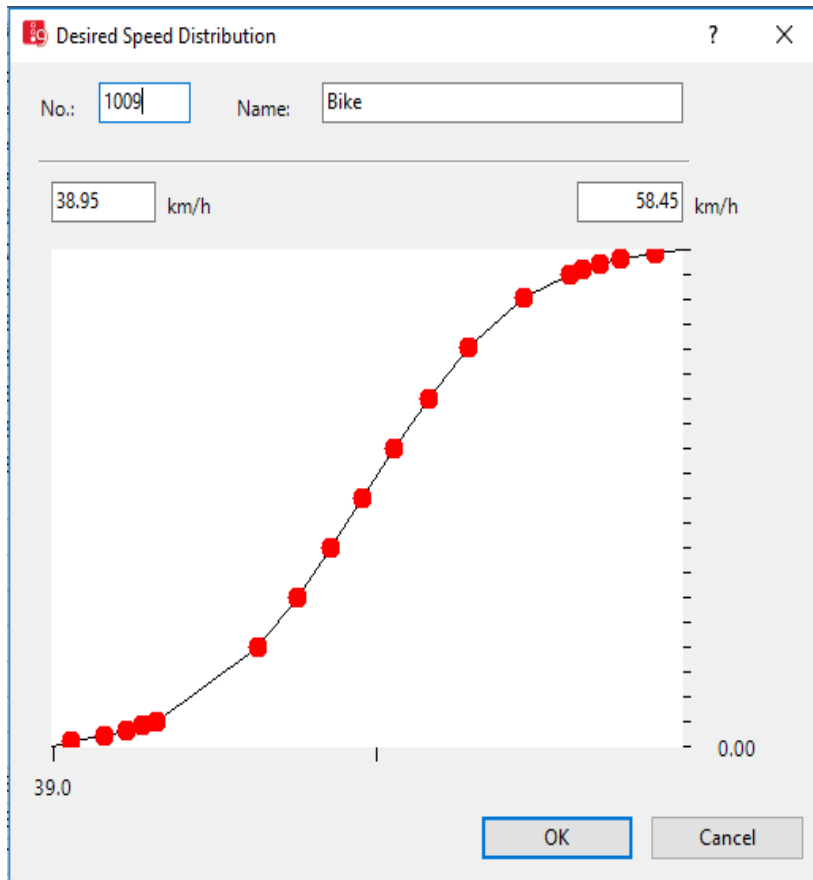 Desired Speed Distribution ?
No.: 1009 Name: Bike
38.95 km/h 58.45 km/h
0.00
39.0
OK Cancel